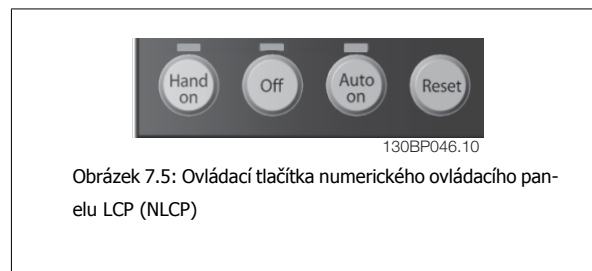 Hand
on
Off
Auto
on
Reset
130BP046.10
Obrázek 7.5: Ovládací tlačítka numerického ovládacího pan-
elu LCP (NLCP)